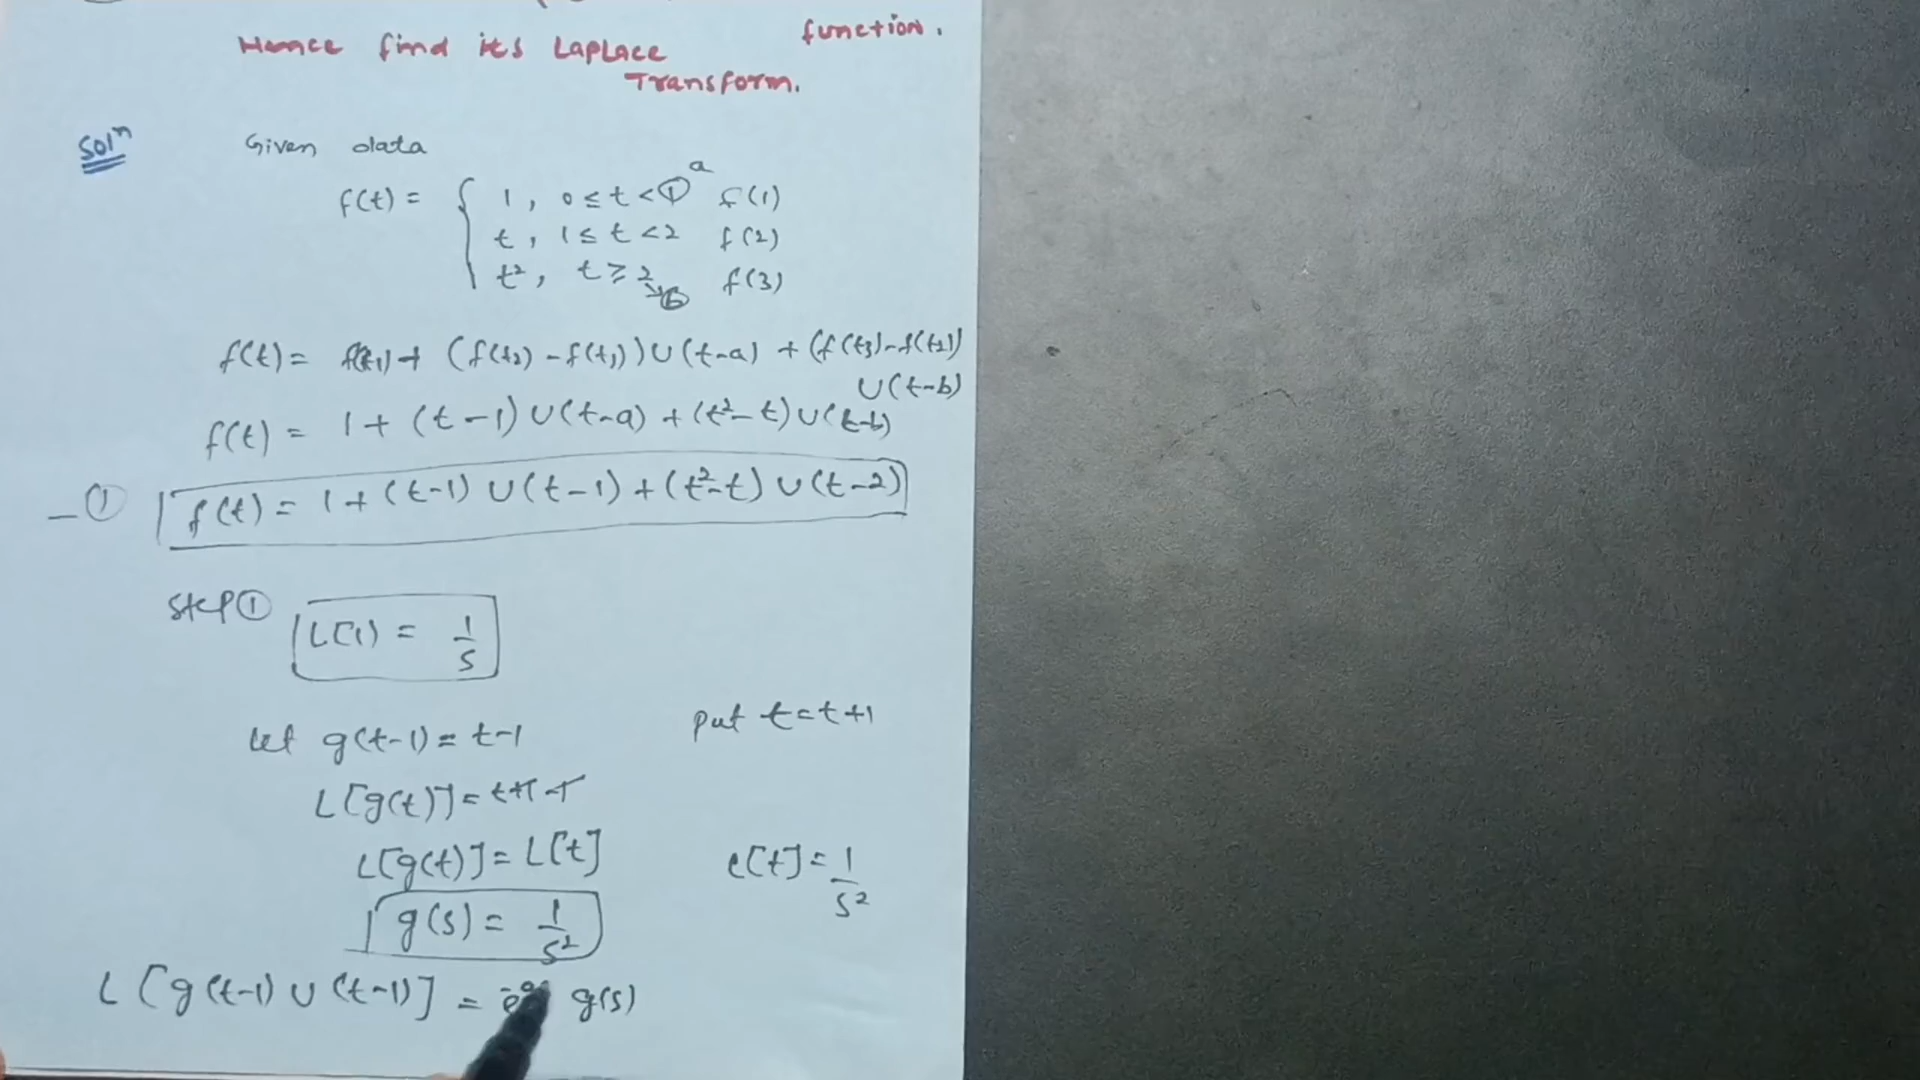 function.
Hence find its Laplace
Transform.
Soln
Given data
f(t) = { 1, 0 ≤ t < 1 a f(1)
t, 1 ≤ t < 2 f(2)
t², t ≥ 2 → b f(3)
f(t) = f(t1) + (f(t2) - f(t1)) U(t-a) + (f(t3) - f(t2))
U(t-b)
f(t) = 1 + (t-1) U(t-a) + (t²-t) U(t-b)
- ① f(t) = 1 + (t-1) U(t-1) + (t²-t) U(t-2)
Step ①
L[1) = 1/s
let g(t-1) = t-1
put t = t+1
L[g(t)] = t+1-1
L[g(t)] = L[t]
L[t] = 1/s²
g(s) = 1/s²
L[g(t-1) U(t-1)] = g(s)